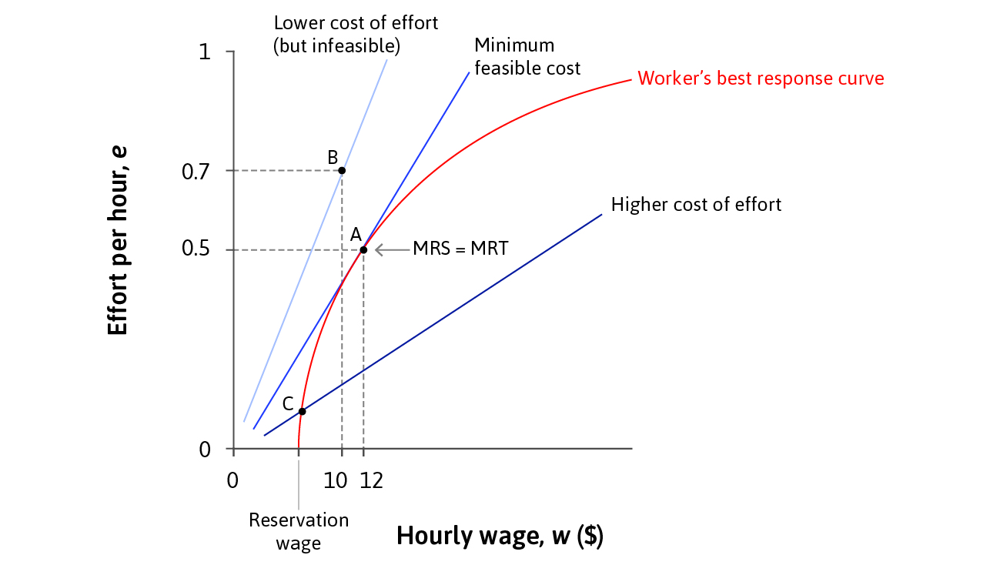 Lower cost of effort
(but infeasible)
Minimum
feasible cost
Worker’s best response curve
1
B
0.7
Higher cost of effort
A
0.5
MRS = MRT
C
0
0
10
12
Reservation
wage
Effort per hour, e
Hourly wage, w ($)